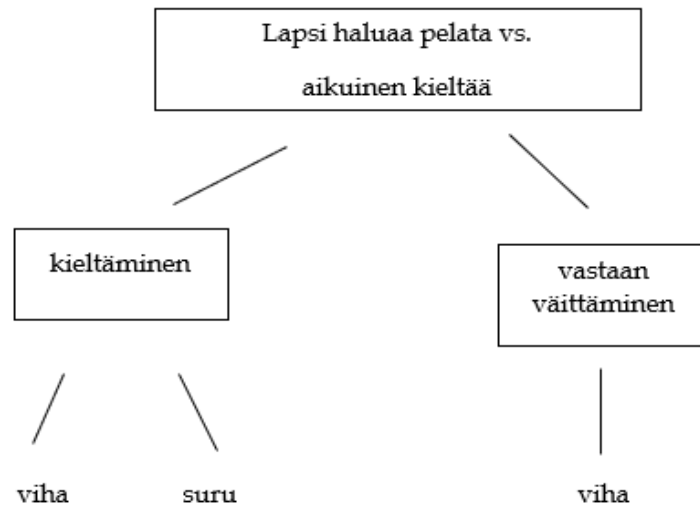 Lapsi haluaa pelata vs.
aikuinen kieltää
kieltäminen
vastaan
väittäminen
viha
suru
viha